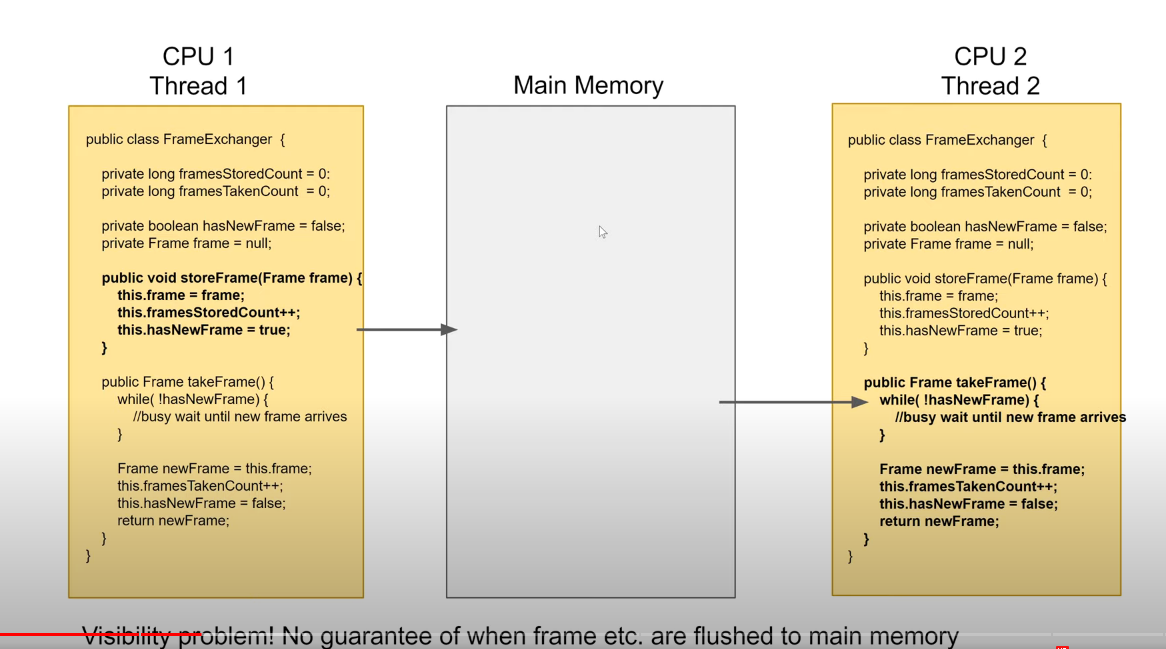 CPU 1
Thread 1
public class FrameExchanger {
private long framesStoredCount = 0:
private long framesTakenCount = 0;
private boolean hasNewFrame = false;
private Frame frame = null;
public void storeFrame(Frame frame) {
this.frame = frame;
this.framesStoredCount++;
this.hasNewFrame = true;
}
public Frame takeFrame() {
while( !hasNewFrame) {
//busy wait until new frame arrives
}
Frame newFrame = this.frame;
this.framesTakenCount++;
this.hasNewFrame = false;
return newFrame;
}
}
Main Memory
CPU 2
Thread 2
public class FrameExchanger {
private long framesStoredCount = 0:
private long framesTakenCount = 0;
private boolean hasNewFrame = false;
private Frame frame = null;
public void storeFrame(Frame frame) {
this.frame = frame;
this.framesStoredCount++;
this.hasNewFrame = true;
}
public Frame takeFrame() {
while( !hasNewFrame) {
//busy wait until new frame arrives
}
Frame newFrame = this.frame;
this.framesTakenCount++;
this.hasNewFrame = false;
return newFrame;
}
}
Visibility problem! No guarantee of when frame etc. are flushed to main memory